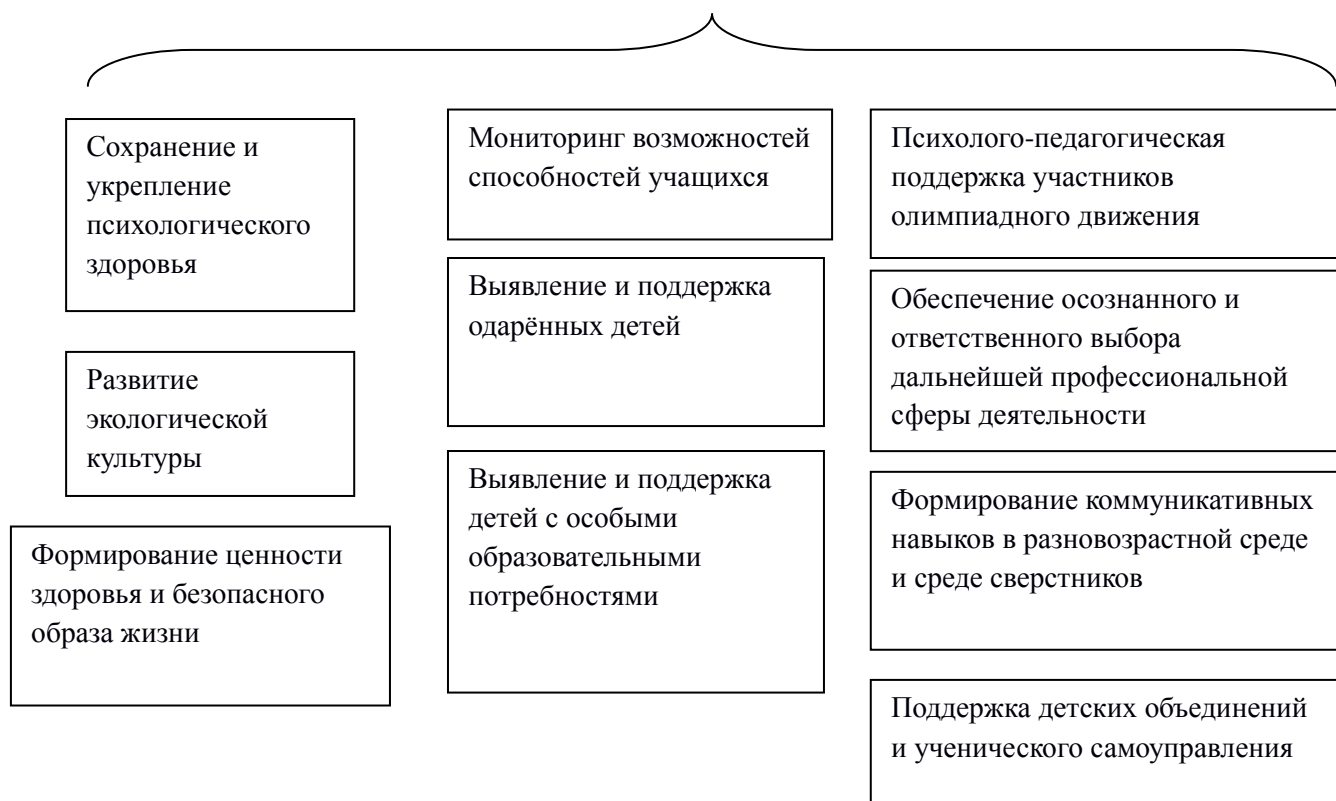 Сохранение и
укрепление
психологического
здоровья
Развитие
экологической
культуры
Формирование ценности
здоровья и безопасного
образа жизни
Мониторинг возможностей
способностей учащихся
Выявление и поддержка
одарённых детей
Выявление и поддержка
детей с особыми
образовательными
потребностями
Психолого-педагогическая
поддержка участников
олимпиадного движения
Обеспечение осознанного и
ответственного выбора
дальнейшей профессиональной
сферы деятельности
Формирование коммуникативных
навыков в разновозрастной среде
и среде сверстников
Поддержка детских объединений
и ученического самоуправления